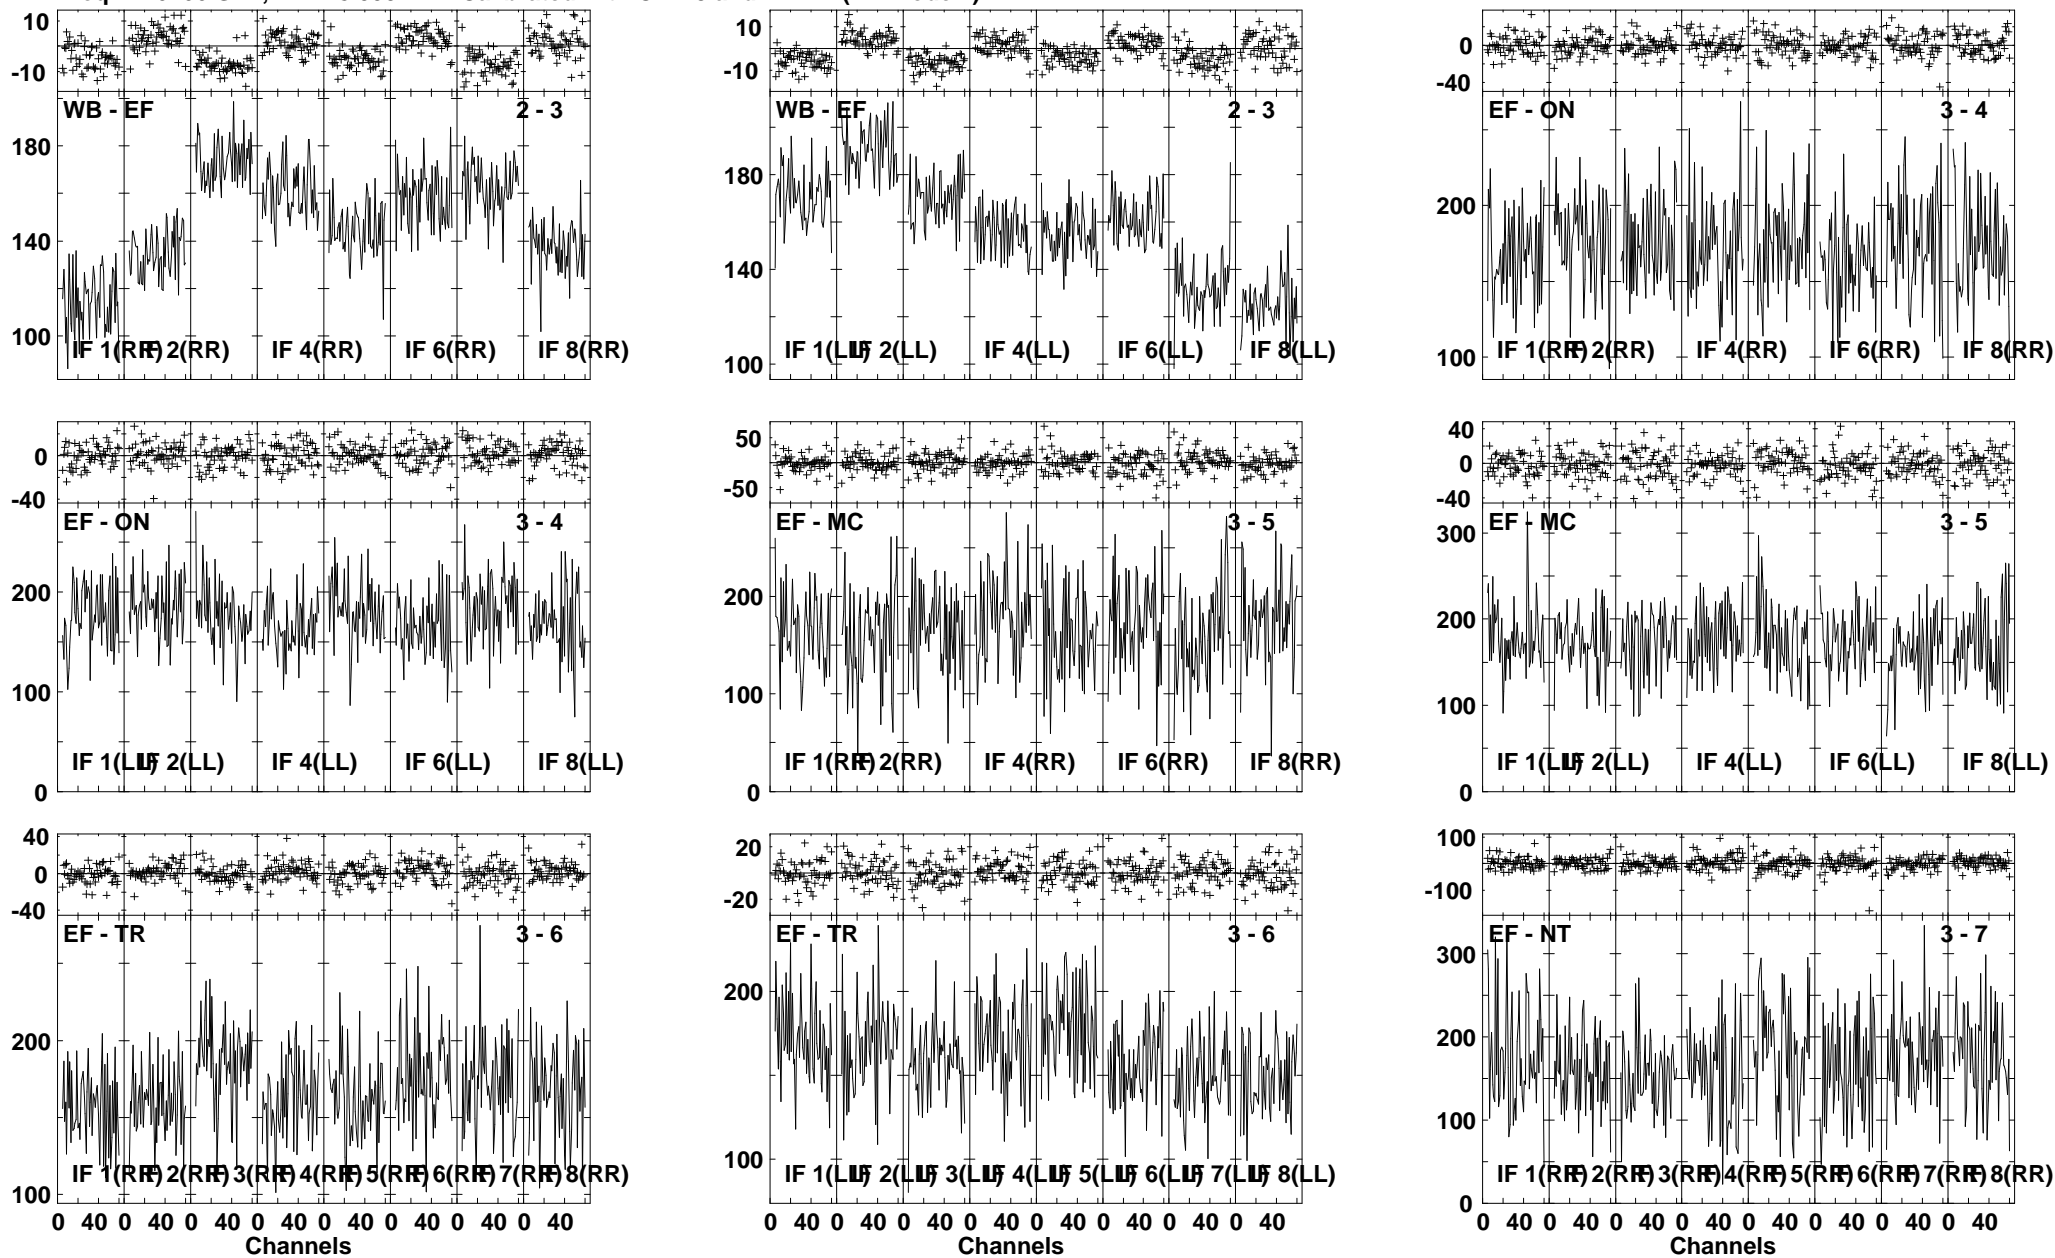 10
-10
WB - EF 2 - 3
180
140
100
IF 1(RR) IF 2(RR) IF 4(RR) IF 6(RR) IF 8(RR)
10
-10
WB - EF 2 - 3
180
140
100
IF 1(LL) IF 2(LL) IF 4(LL) IF 6(LL) IF 8(LL)
0
-40
EF - ON 3 - 4
200
100
IF 1(RR) IF 2(RR) IF 4(RR) IF 6(RR) IF 8(RR)
0
-40
EF - ON 3 - 4
200
100
0
IF 1(LL) IF 2(LL) IF 4(LL) IF 6(LL) IF 8(LL)
50
-50
EF - MC 3 - 5
200
100
0
IF 1(RR) IF 2(RR) IF 4(RR) IF 6(RR) IF 8(RR)
40
0
-40
EF - MC 3 - 5
300
200
100
0
IF 1(LL) IF 2(LL) IF 4(LL) IF 6(LL) IF 8(LL)
40
0
-40
EF - TR 3 - 6
200
100
IF 1(RR) IF 2(RR) IF 3(RR) IF 4(RR) IF 5(RR) IF 6(RR) IF 7(RR) IF 8(RR)
0 40 0 40 0 40 0 40 0 40 0 40 0 40 0 40
Channels
20
-20
EF - TR 3 - 6
200
100
IF 1(LL) IF 2(LL) IF 3(LL) IF 4(LL) IF 5(LL) IF 6(LL) IF 7(LL) IF 8(LL)
0 40 0 40 0 40 0 40 0 40 0 40 0 40 0 40
Channels
100
-100
EF - NT 3 - 7
300
200
100
0
IF 1(RR) IF 2(RR) IF 3(RR) IF 4(RR) IF 5(RR) IF 6(RR) IF 7(RR) IF 8(RR)
0 40 0 40 0 40 0 40 0 40 0 40 0 40 0 40
Channels